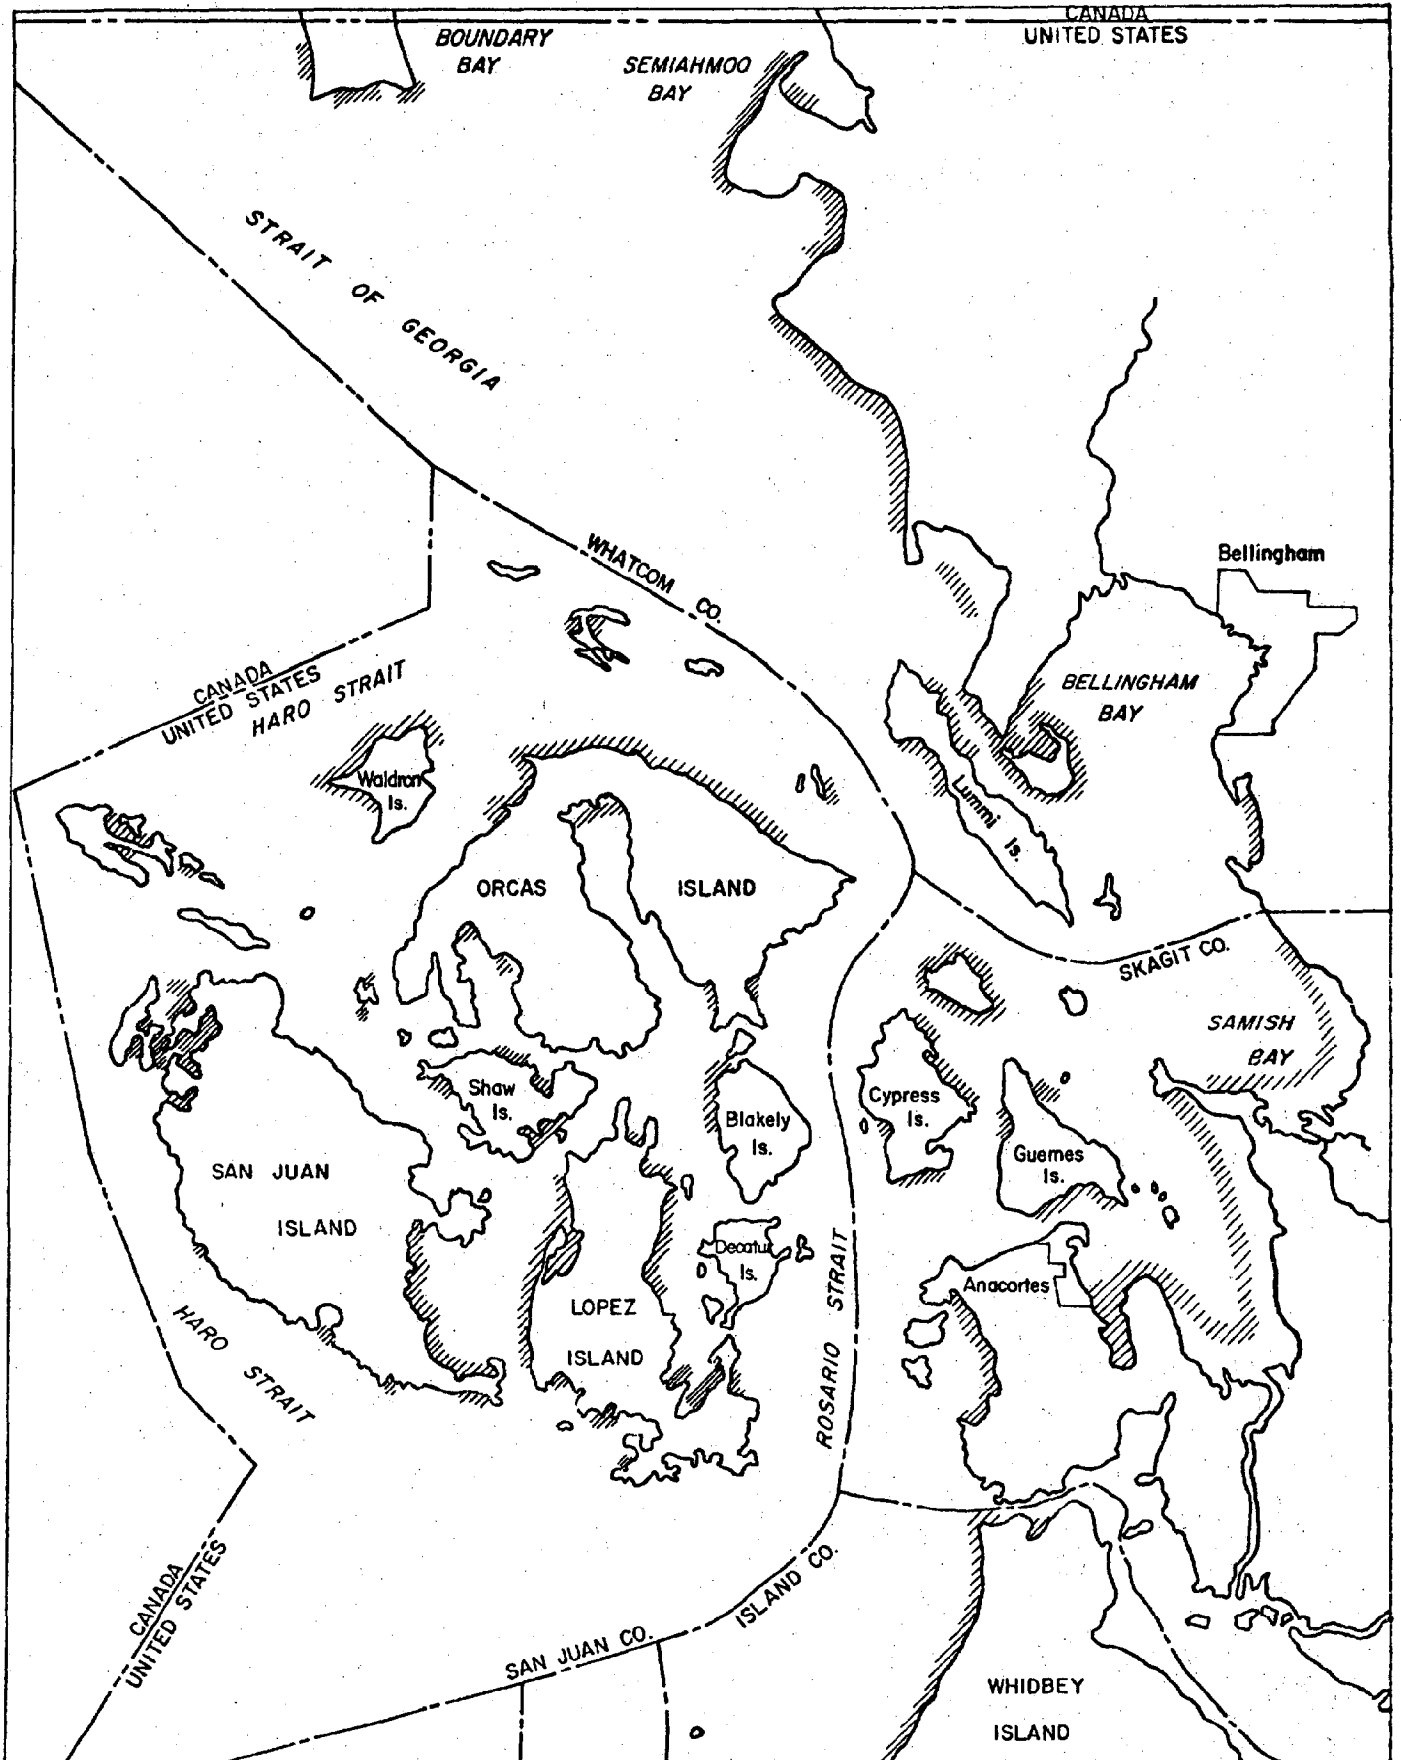 CANADA
UNITED STATES
BOUNDARY
BAY
SEMIAHMOO
BAY
STRAIT OF GEORGIA
WHATCOM CO.
Bellingham
CANADA
UNITED STATES
HARO STRAIT
BELLINGHAM
BAY
Waldron
Is.
Lummi Is.
ORCAS ISLAND
SKAGIT CO.
SAMISH
BAY
Shaw
Is.
Cypress
Is.
Blakely
Is.
Guemes
Is.
SAN JUAN
ISLAND
Decatur
Is.
Anacortes
LOPEZ
ISLAND
HARO STRAIT
ROSARIO STRAIT
CANADA
UNITED STATES
ISLAND CO.
SAN JUAN CO.
WHIDBEY
ISLAND